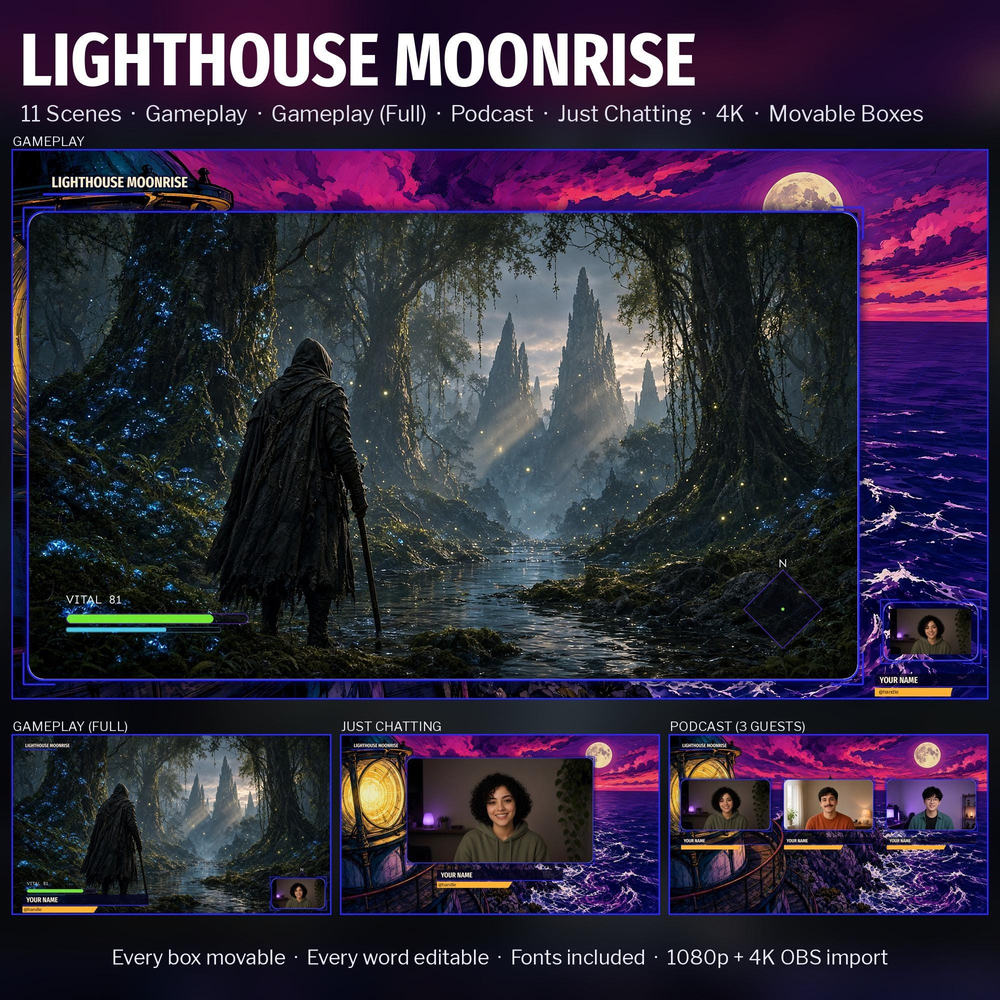 LIGHTHOUSE MOONRISE
11 Scenes · Gameplay · Gameplay (Full) · Podcast · Just Chatting · 4K · Movable Boxes
GAMEPLAY
LIGHTHOUSE MOONRISE
N
VITAL 81
YOUR NAME
@handle
GAMEPLAY (FULL)
LIGHTHOUSE MOONRISE
VITAL 81
YOUR NAME
@handle
JUST CHATTING
LIGHTHOUSE MOONRISE
YOUR NAME
@handle
PODCAST (3 GUESTS)
LIGHTHOUSE MOONRISE
YOUR NAME
YOUR NAME
YOUR NAME
Every box movable · Every word editable · Fonts included · 1080p + 4K OBS import